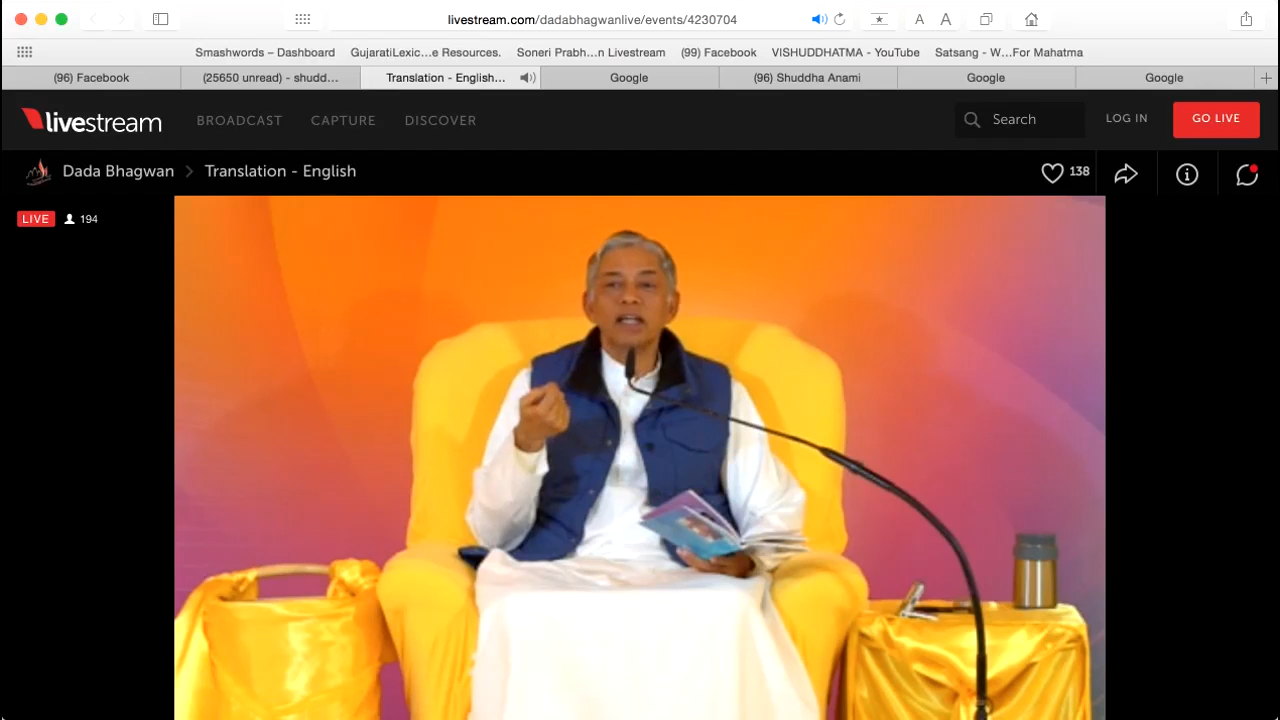 livestream.com/dadabhagwanlive/events/4230704 A A
Smashwords – Dashboard GujaratiLexic...e Resources. Soneri Prabh...n Livestream (99) Facebook VISHUDDHATMA - YouTube Satsang - W...For Mahatma
(96) Facebook (25650 unread) - shudd... Translation - English... Google (96) Shuddha Anami Google Google
livestream BROADCAST CAPTURE DISCOVER Search LOG IN GO LIVE
Dada Bhagwan Translation - English 138
LIVE 194